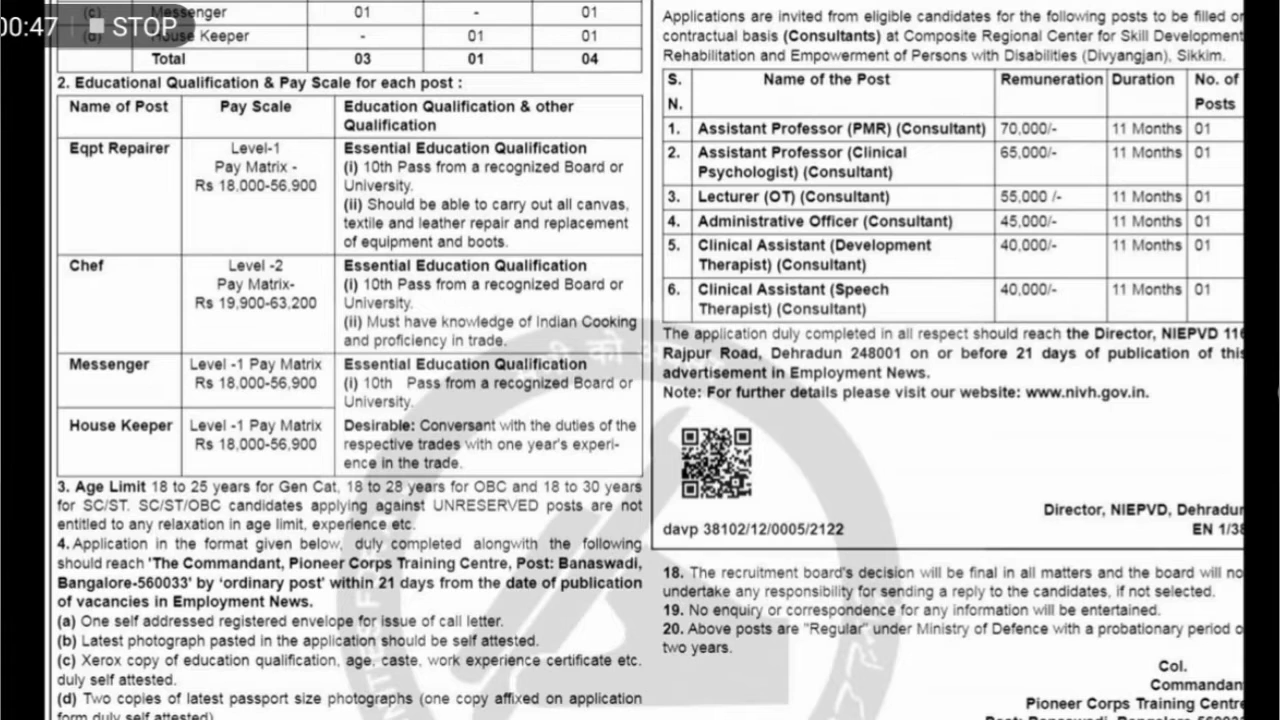 0:47 STOP
(c) Messenger 01 - 01
(d) House Keeper - 01 01
Total 03 01 04
2. Educational Qualification & Pay Scale for each post :
Name of Post Pay Scale Education Qualification & other
Qualification
Eqpt Repairer Level-1 Essential Education Qualification
Pay Matrix - (i) 10th Pass from a recognized Board or
Rs 18,000-56,900 University.
(ii) Should be able to carry out all canvas,
textile and leather repair and replacement
of equipment and boots.
Chef Level -2 Essential Education Qualification
Pay Matrix- (i) 10th Pass from a recognized Board or
Rs 19,900-63,200 University.
(ii) Must have knowledge of Indian Cooking
and proficiency in trade.
Messenger Level -1 Pay Matrix Essential Education Qualification
Rs 18,000-56,900 (i) 10th Pass from a recognized Board or
University.
House Keeper Level -1 Pay Matrix Desirable: Conversant with the duties of the
Rs 18,000-56,900 respective trades with one year's experi-
ence in the trade.
3. Age Limit 18 to 25 years for Gen Cat, 18 to 28 years for OBC and 18 to 30 years
for SC/ST. SC/ST/OBC candidates applying against UNRESERVED posts are not
entitled to any relaxation in age limit, experience etc.
4. Application in the format given below, duly completed alongwith the following
should reach 'The Commandant, Pioneer Corps Training Centre, Post: Banaswadi,
Bangalore-560033' by 'ordinary post' within 21 days from the date of publication
of vacancies in Employment News.
(a) One self addressed registered envelope for issue of call letter.
(b) Latest photograph pasted in the application should be self attested.
(c) Xerox copy of education qualification, age, caste, work experience certificate etc.
duly self attested.
(d) Two copies of latest passport size photographs (one copy affixed on application
form duly self attested)
Applications are invited from eligible candidates for the following posts to be filled or
contractual basis (Consultants) at Composite Regional Center for Skill Development
Rehabilitation and Empowerment of Persons with Disabilities (Divyangjan), Sikkim.
S. Name of the Post Remuneration Duration No. of
N. Posts
1. Assistant Professor (PMR) (Consultant) 70,000/- 11 Months 01
2. Assistant Professor (Clinical 65,000/- 11 Months 01
Psychologist) (Consultant)
3. Lecturer (OT) (Consultant) 55,000 /- 11 Months 01
4. Administrative Officer (Consultant) 45,000/- 11 Months 01
5. Clinical Assistant (Development 40,000/- 11 Months 01
Therapist) (Consultant)
6. Clinical Assistant (Speech 40,000/- 11 Months 01
Therapist) (Consultant)
The application duly completed in all respect should reach the Director, NIEPVD 116
Rajpur Road, Dehradun 248001 on or before 21 days of publication of this
advertisement in Employment News.
Note: For further details please visit our website: www.nivh.gov.in.
Director, NIEPVD, Dehradun
davp 38102/12/0005/2122 EN 1/38
18. The recruitment board's decision will be final in all matters and the board will no
undertake any responsibility for sending a reply to the candidates, if not selected.
19. No enquiry or correspondence for any information will be entertained.
20. Above posts are "Regular" under Ministry of Defence with a probationary period o
two years.
Col.
Commandan
Pioneer Corps Training Centre
Post: Banaswadi, Bangalore-560033